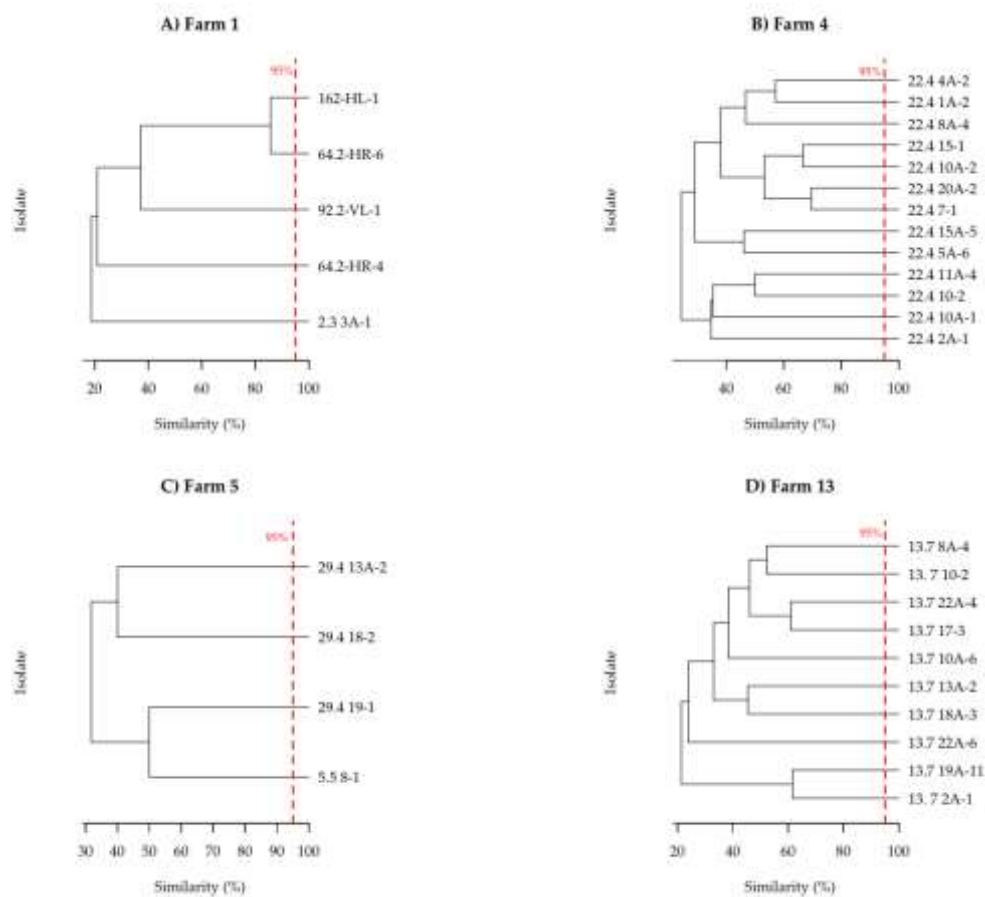 A) Farm 1
95%
162-HL-1
64.2-HR-6
92.2-VL-1
64.2-HR-4
2.3 3A-1
Isolate
20 40 60 80 100
Similarity (%)
B) Farm 4
95%
22.4 4A-2
22.4 1A-2
22.4 8A-4
22.4 15-1
22.4 10A-2
22.4 20A-2
22.4 7-1
22.4 15A-5
22.4 5A-6
22.4 11A-4
22.4 10-2
22.4 10A-1
22.4 2A-1
Isolate
40 60 80 100
Similarity (%)
C) Farm 5
95%
29.4 13A-2
29.4 18-2
29.4 19-1
5.5 8-1
Isolate
30 40 50 60 70 80 90 100
Similarity (%)
D) Farm 13
95%
13.7 8A-4
13. 7 10-2
13.7 22A-4
13.7 17-3
13.7 10A-6
13.7 13A-2
13.7 18A-3
13.7 22A-6
13.7 19A-11
13. 7 2A-1
Isolate
20 40 60 80 100
Similarity (%)